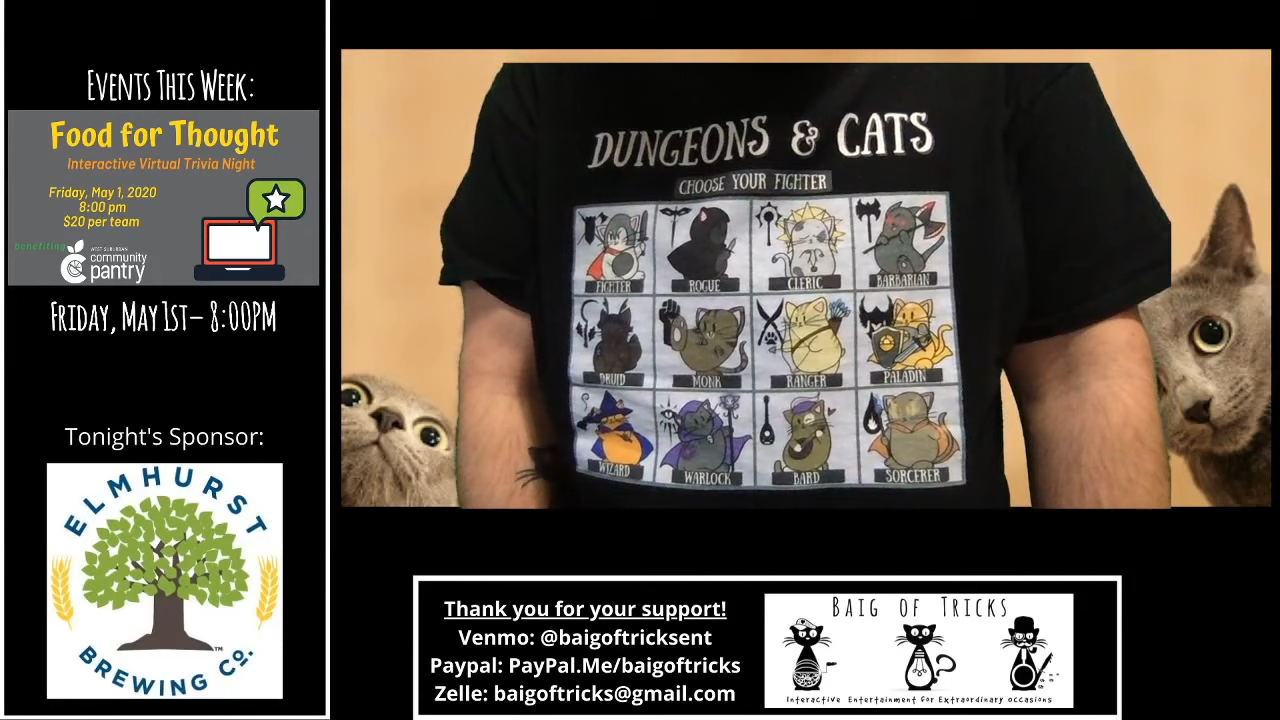 EVENTS THIS WEEK:
Food for Thought
Interactive Virtual Trivia Night
Friday, May 1, 2020
8:00 pm
$20 per team
benefiting
WEST SUBURBAN
community
pantry
FRIDAY, MAY 1ST– 8:00PM
Tonight's Sponsor:
ELMHURST
BREWING CO.
TM
DUNGEONS & CATS
CHOOSE YOUR FIGHTER
FIGHTER ROGUE CLERIC BARBARIAN
DRUID MONK RANGER PALADIN
WIZARD WARLOCK BARD SORCERER
Thank you for your support!
Venmo: @baigoftricksent
Paypal: PayPal.Me/baigoftricks
Zelle: baigoftricks@gmail.com
BAIG OF TRICKS
Interactive Entertainment for Extraordinary occasions